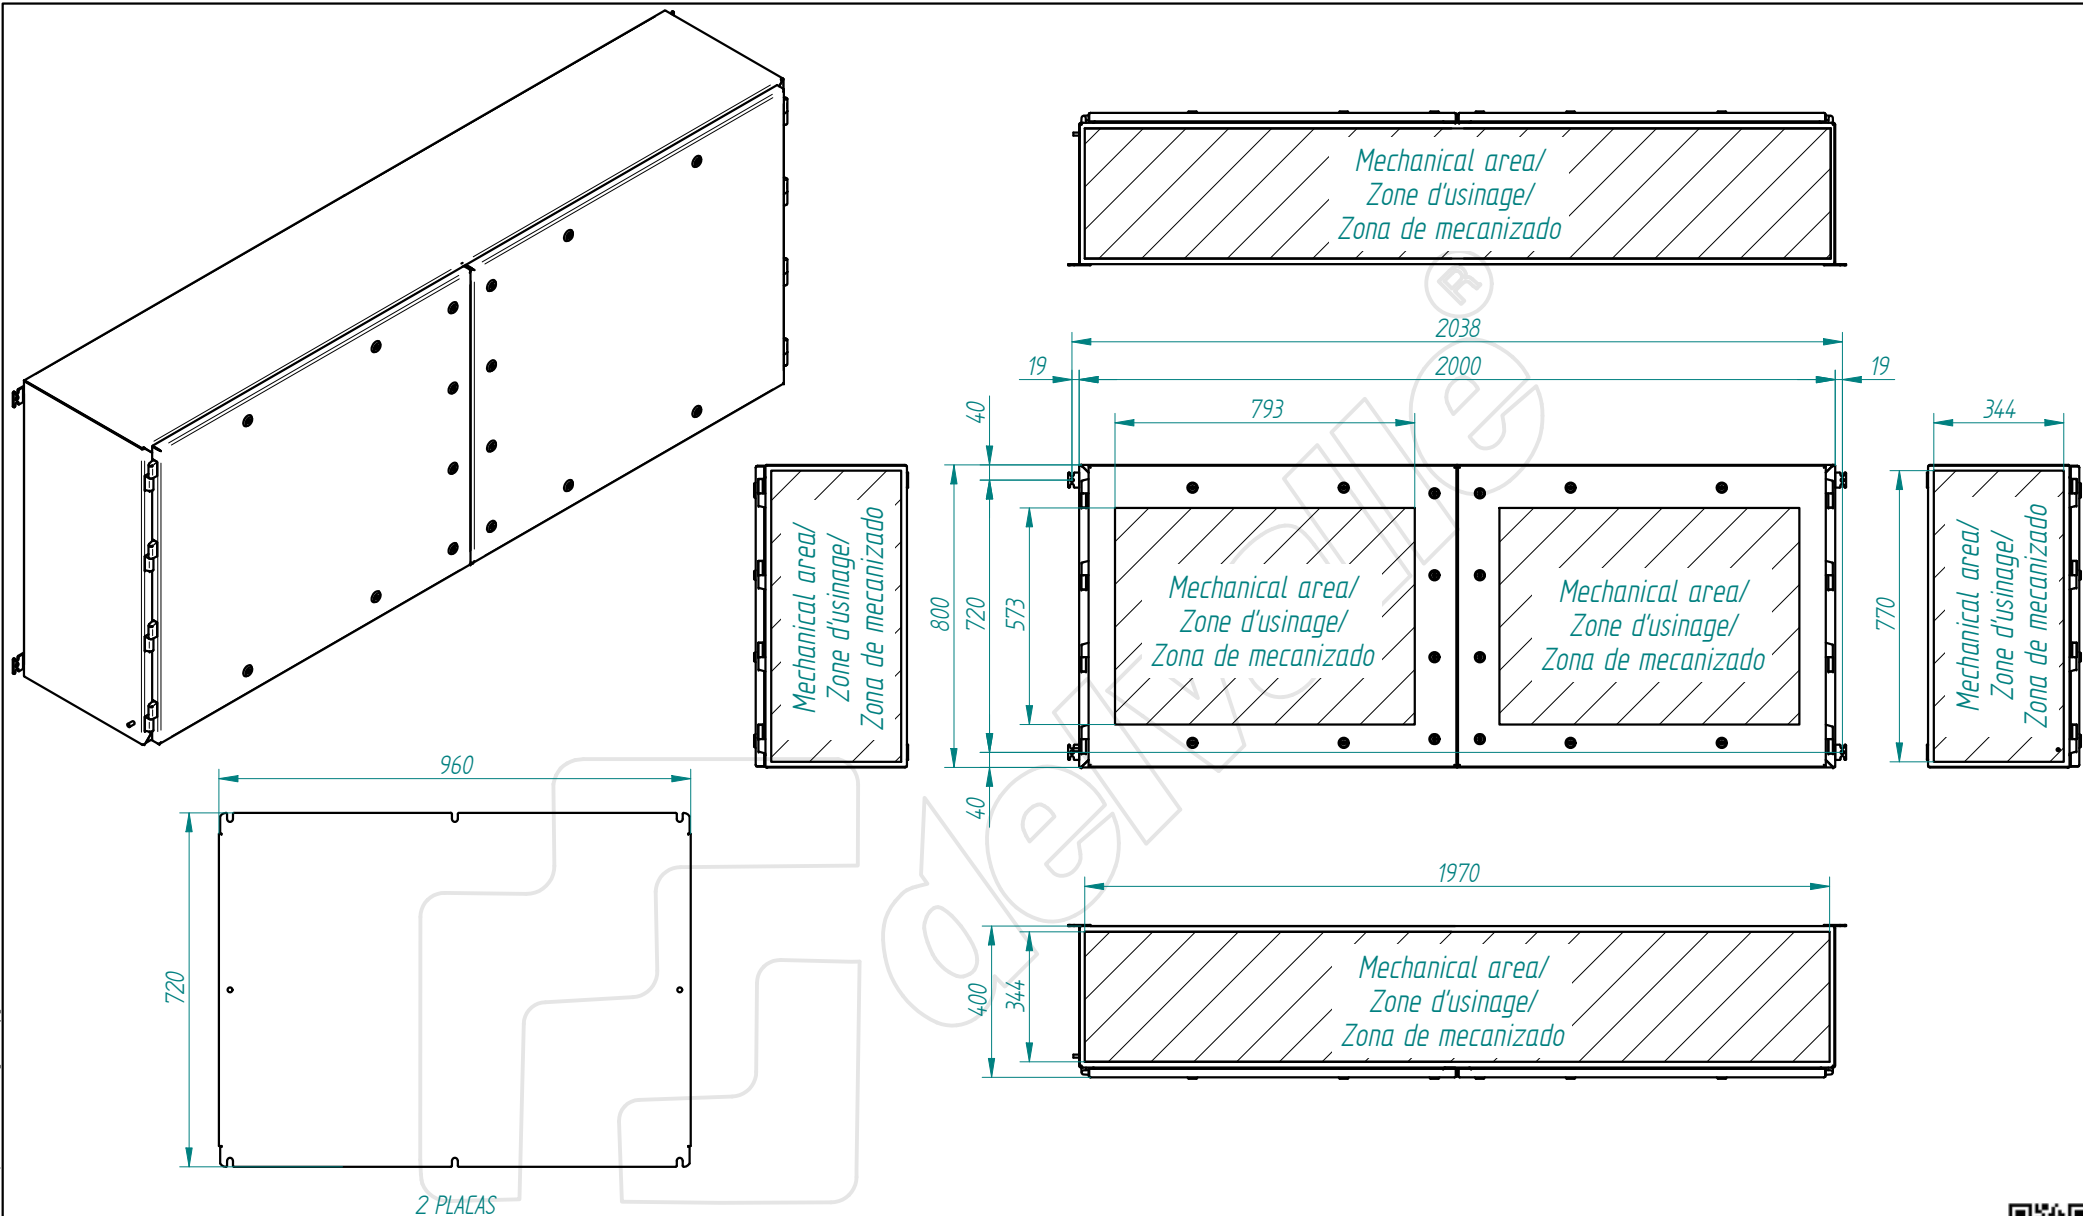 Mechanical area/
Zone d'usinage/
Zona de mecanizado
®
2038
19
2000
19
40
793
344
Mechanical area/
Zone d'usinage/
Zona de mecanizado
800
720
573
Mechanical area/
Zone d'usinage/
Zona de mecanizado
Mechanical area/
Zone d'usinage/
Zona de mecanizado
770
Mechanical area/
Zone d'usinage/
Zona de mecanizado
40
delvalle
960
720
2 PLACAS
1970
400
344
Mechanical area/
Zone d'usinage/
Zona de mecanizado